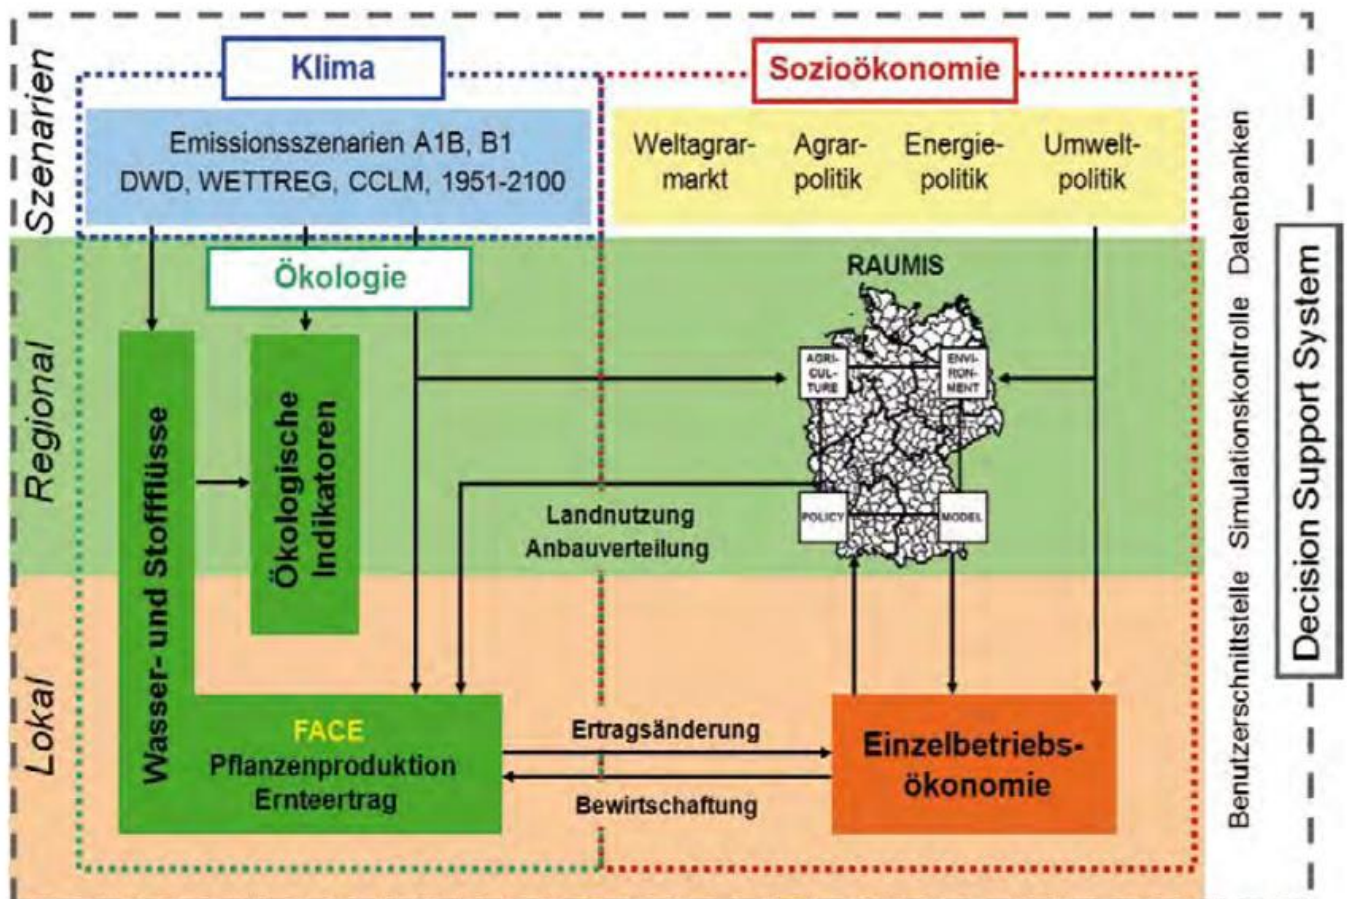 Szenarien
Klima
Emissionsszenarien A1B, B1
DWD, WETTREG, CCLM, 1951-2100
Sozioökonomie
Weltagrar-
markt
Agrar-
politik
Energie-
politik
Umwelt-
politik
Regional
Ökologie
Wasser- und Stoffflüsse
Ökologische
Indikatoren
RAUMIS
AGRI-
CUL-
TURE
ENVI-
RON-
MENT
POLICY
MODEL
Landnutzung
Anbauverteilung
Lokal
FACE
Pflanzenproduktion
Ernteertrag
Ertragsänderung
Bewirtschaftung
Einzelbetriebs-
ökonomie
Benutzerschnittstelle Simulationskontrolle Datenbanken
Decision Support System